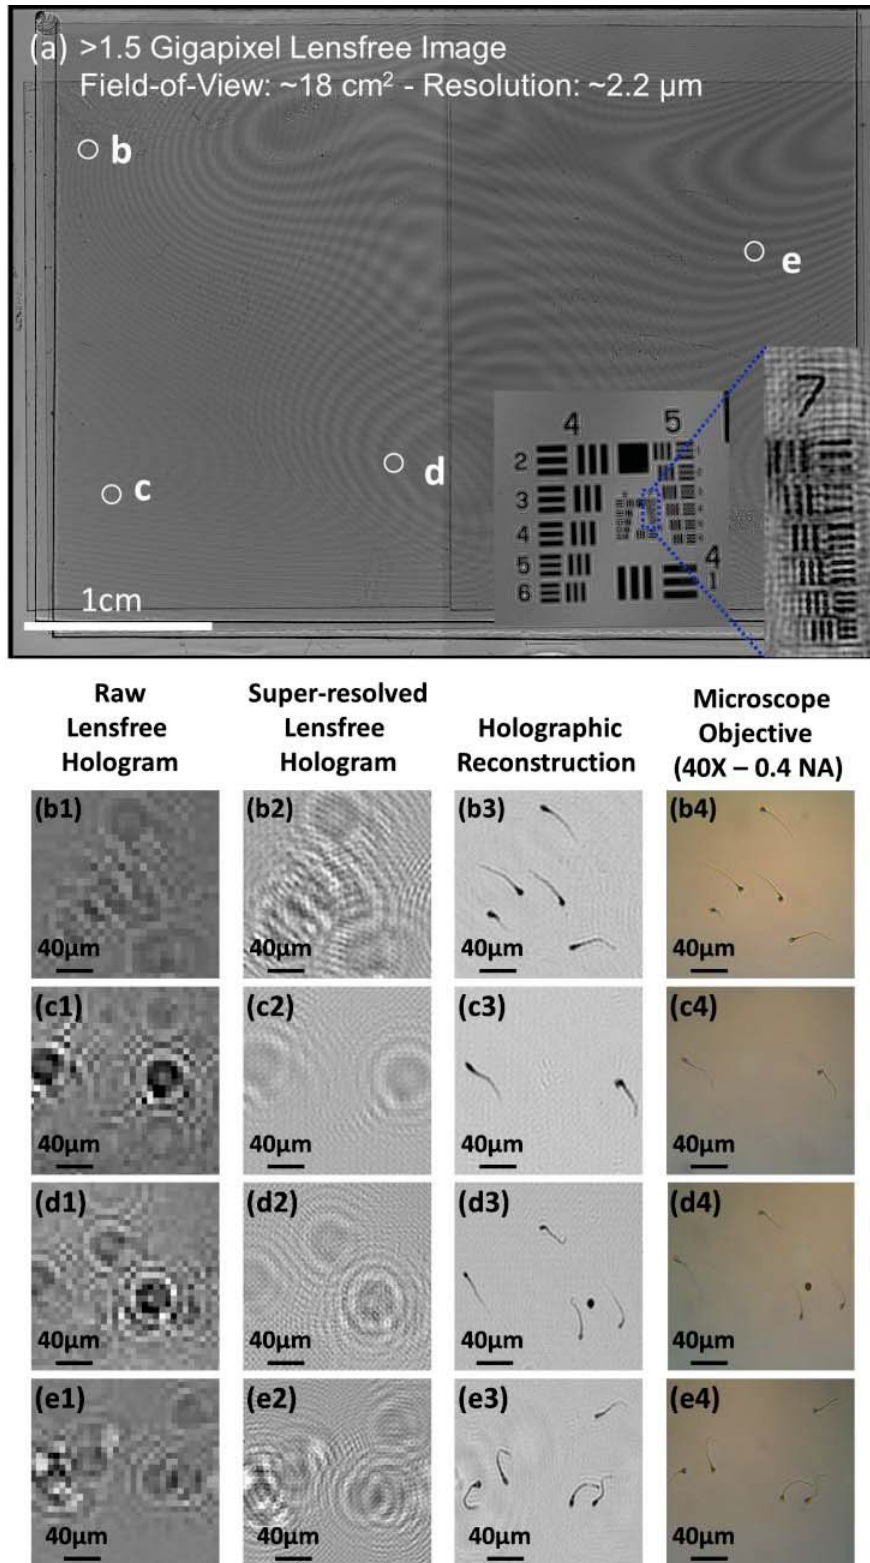 (a) >1.5 Gigapixel Lensfree Image
Field-of-View: ~18 cm² - Resolution: ~2.2 µm
b
e
7
4 5
2
3
d
c
4
5
4
6
1
1cm
Raw
Lensfree
Hologram
Super-resolved
Lensfree
Hologram
Holographic
Reconstruction
Microscope
Objective
(40X – 0.4 NA)
(b1) (b2) (b3) (b4)
40µm 40µm 40µm 40µm
(c1) (c2) (c3) (c4)
40µm 40µm 40µm 40µm
(d1) (d2) (d3) (d4)
40µm 40µm 40µm 40µm
(e1) (e2) (e3) (e4)
40µm 40µm 40µm 40µm